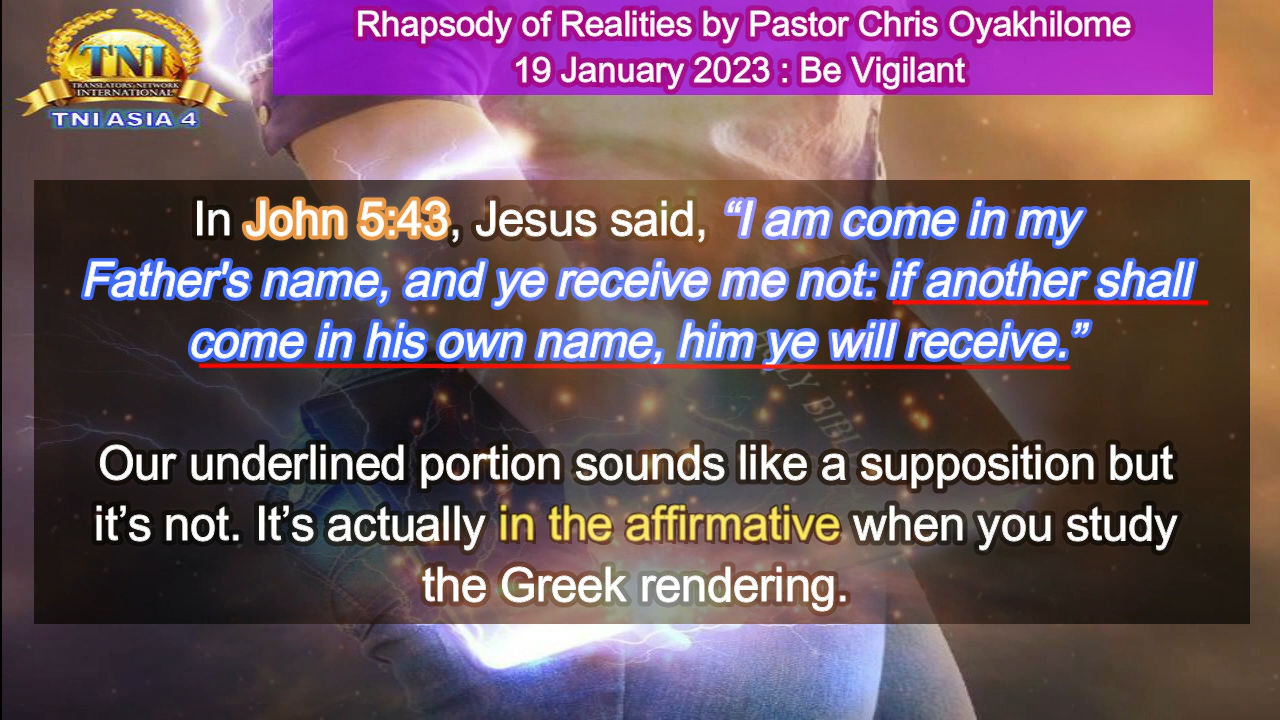 TNI
TRANSLATORS' NETWORK
INTERNATIONAL
TNI ASIA 4
Rhapsody of Realities by Pastor Chris Oyakhilome
19 January 2023 : Be Vigilant
In John 5:43, Jesus said, “I am come in my
Father's name, and ye receive me not: if another shall
come in his own name, him ye will receive.”
HOLY BIBLE
Our underlined portion sounds like a supposition but
it’s not. It’s actually in the affirmative when you study
the Greek rendering.